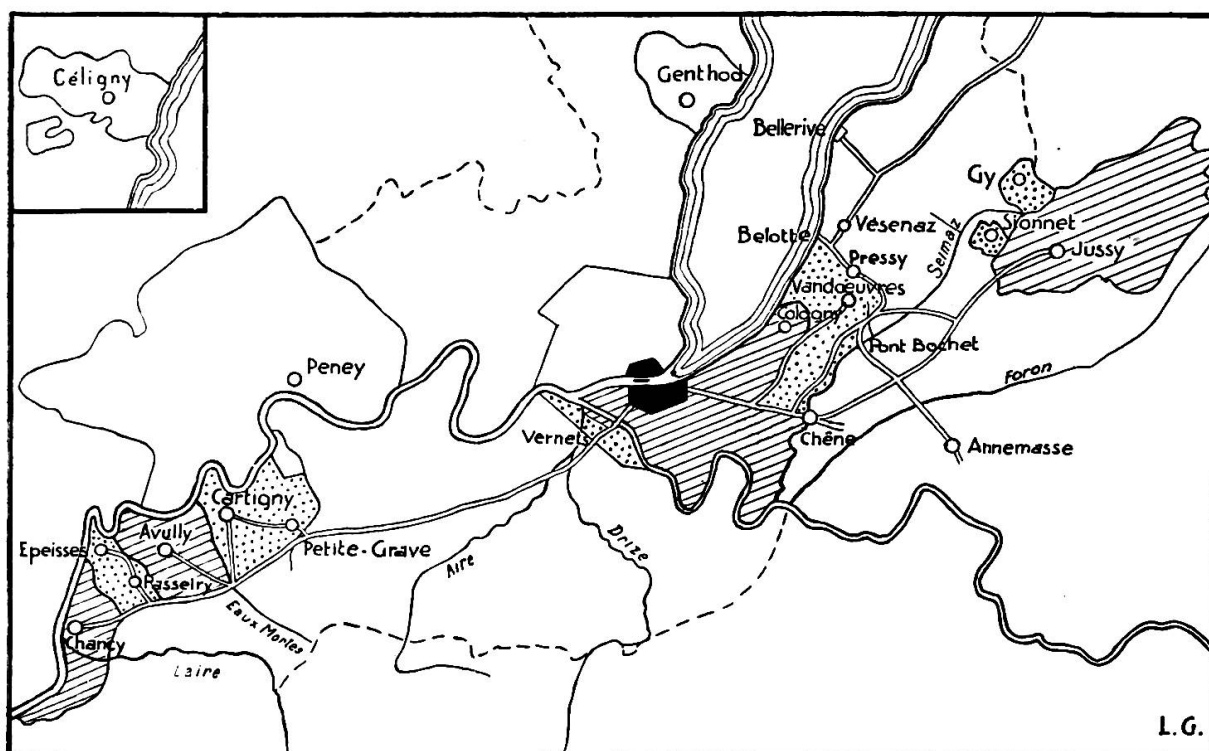 Céligny
Genthod
Bellerive
Gy
Sionnet
Jussy
Seimaz
Belotte
Vésenaz
Pressy
Vandœuvres
Cologny
Pont Bochet
Peney
Foron
Vernets
Chêne
Annemasse
Cartigny
Avully
Epeisses
Petite-Grave
Passeiry
Aire
Drize
Eaux Mortes
Chancy
Laire
L.G.